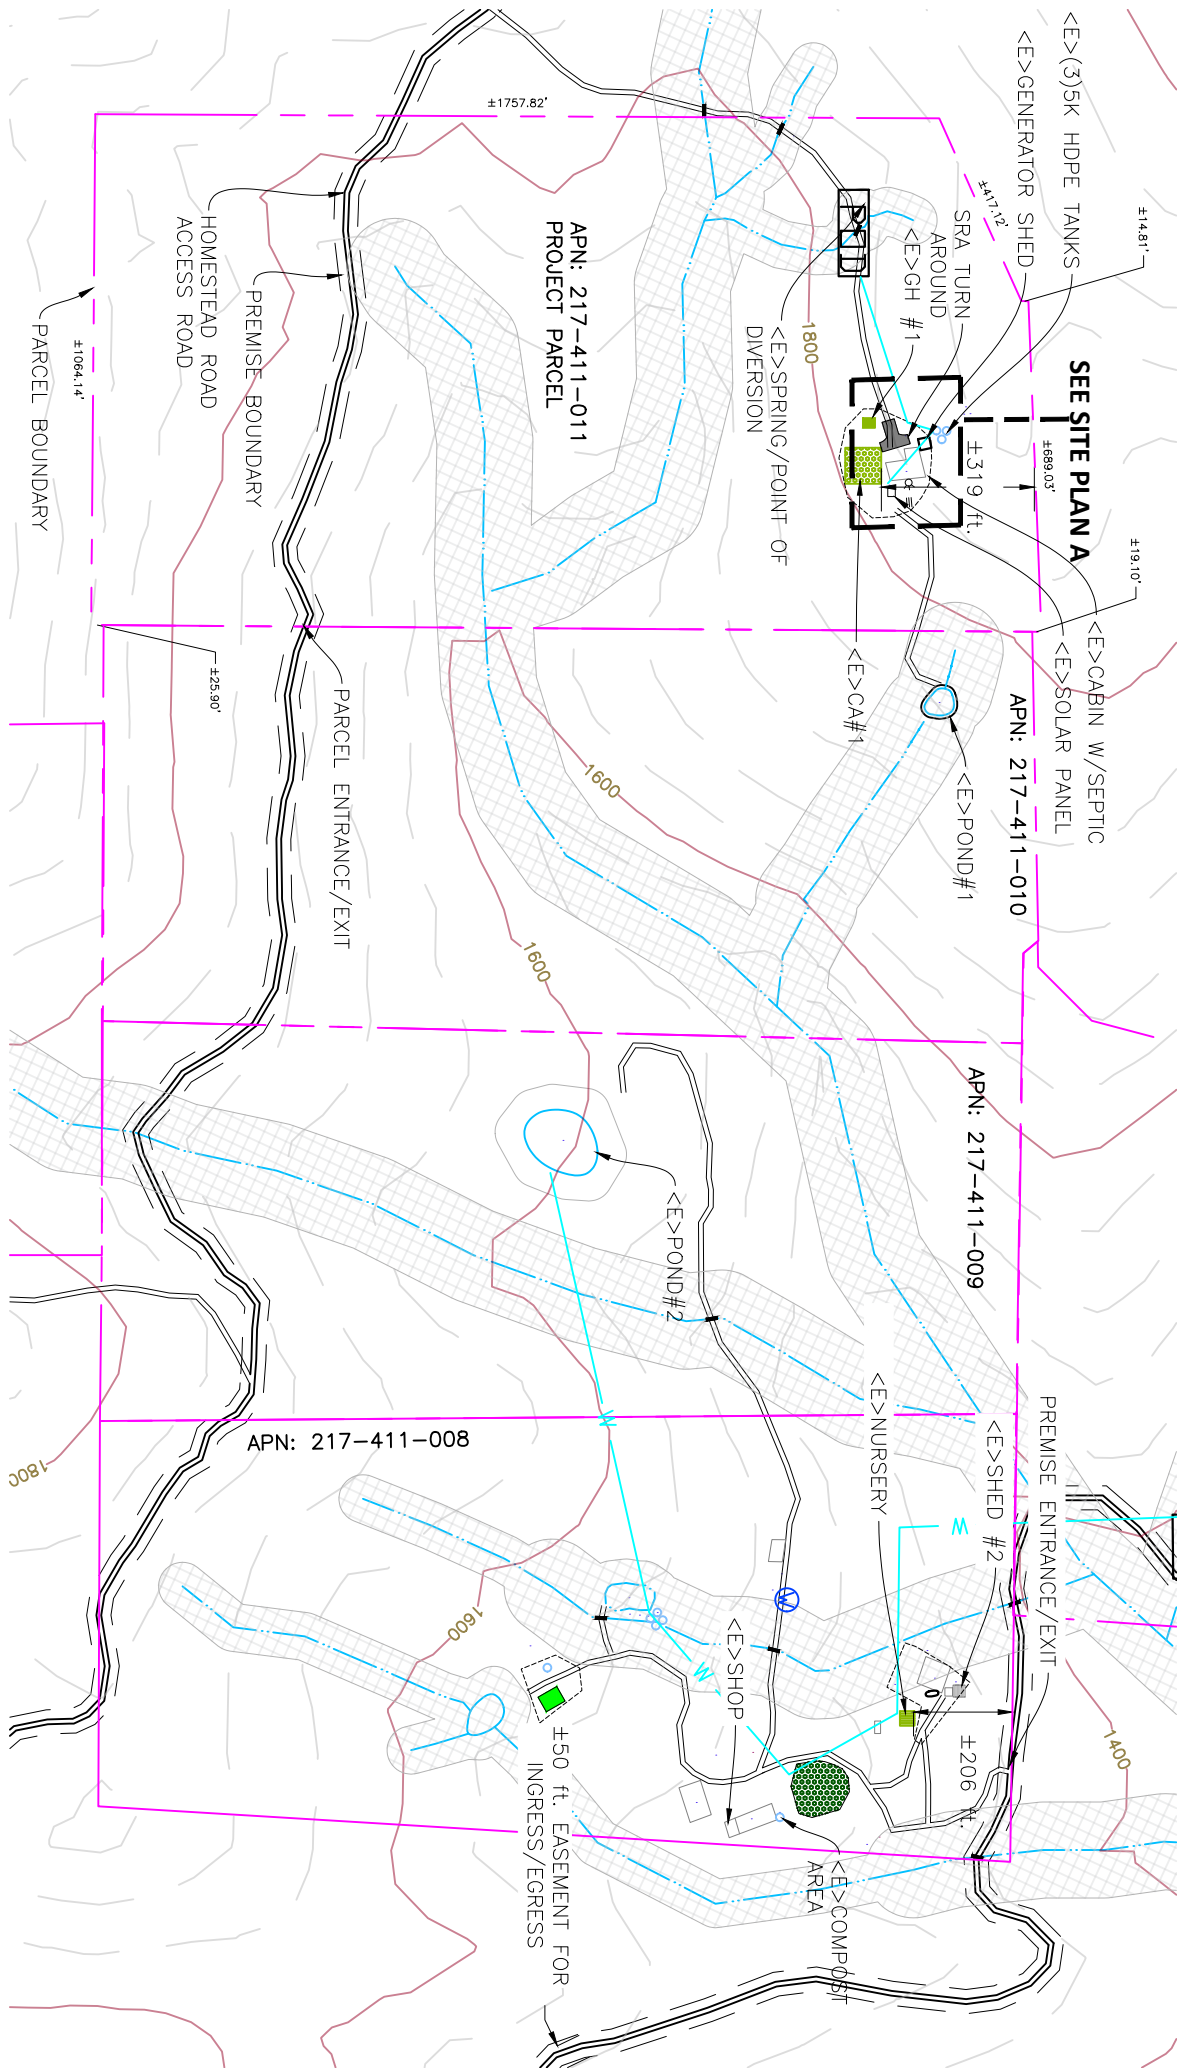 <E>(3)5K HDPE TANKS
<E>GENERATOR SHED
SRA TURN
AROUND
<E>GH #1
±1757.82'
±417.12'
±14.81'
SEE SITE PLAN A
±689.03'
±319 ft.
±19.10'
<E>CABIN W/SEPTIC
<E>SOLAR PANEL
1800
<E>SPRING/POINT OF
DIVERSION
APN: 217-411-011
PROJECT PARCEL
HOMESTEAD ROAD
ACCESS ROAD
PREMISE BOUNDARY
±1064.14'
PARCEL BOUNDARY
±25.90'
PARCEL ENTRANCE/EXIT
<E>CA#1
<E>POND#1
APN: 217-411-010
1600
1600
APN: 217-411-009
<E>POND#2
<E>NURSERY
<E>SHED #2
PREMISE ENTRANCE/EXIT
APN: 217-411-008
1800
W
W
W
W
1600
<E>SHOP
±206 ft.
1400
±50 ft. EASEMENT FOR
INGRESS/EGRESS
<E>COMPOST
AREA